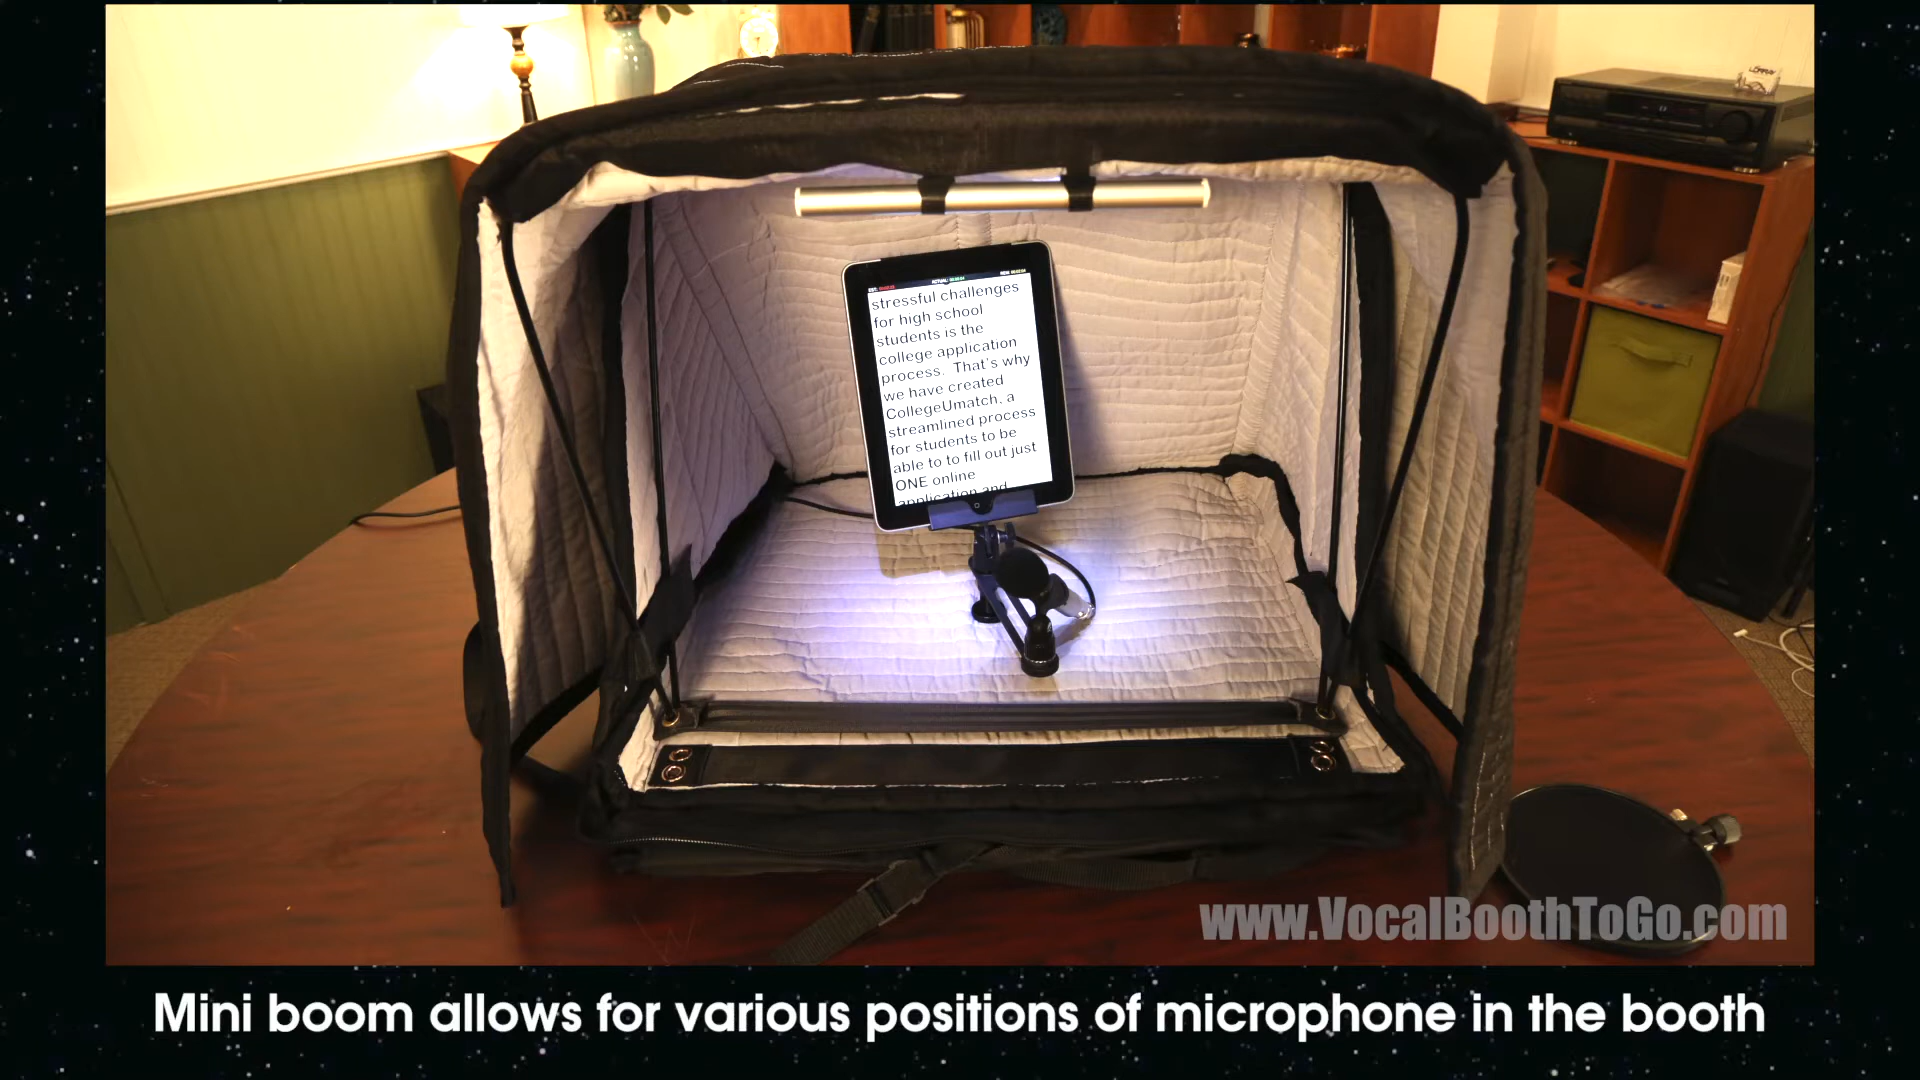 stressful challenges
for high school
students is the
college application
process. That's why
we have created
CollegeUmatch, a
streamlined process
for students to be
able to to fill out just
ONE online
application and
www.VocalBoothToGo.com
Mini boom allows for various positions of microphone in the booth